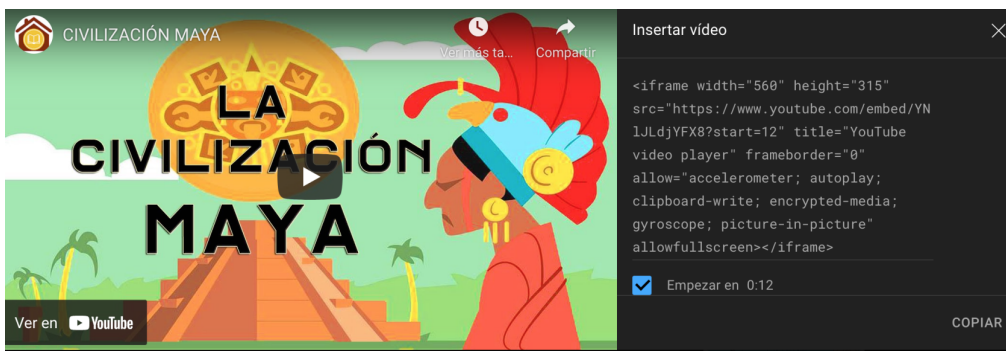 CIVILIZACIÓN MAYA
Ver más ta...
Compartir
LA
CIVILIZACIÓN
MAYA
Ver en YouTube
Insertar vídeo
<iframe width="560" height="315"
src="https://www.youtube.com/embed/YN
lJLdjYFX8?start=12" title="YouTube
video player" frameborder="0"
allow="accelerometer; autoplay;
clipboard-write; encrypted-media;
gyroscope; picture-in-picture"
allowfullscreen></iframe>
Empezar en 0:12
COPIAR